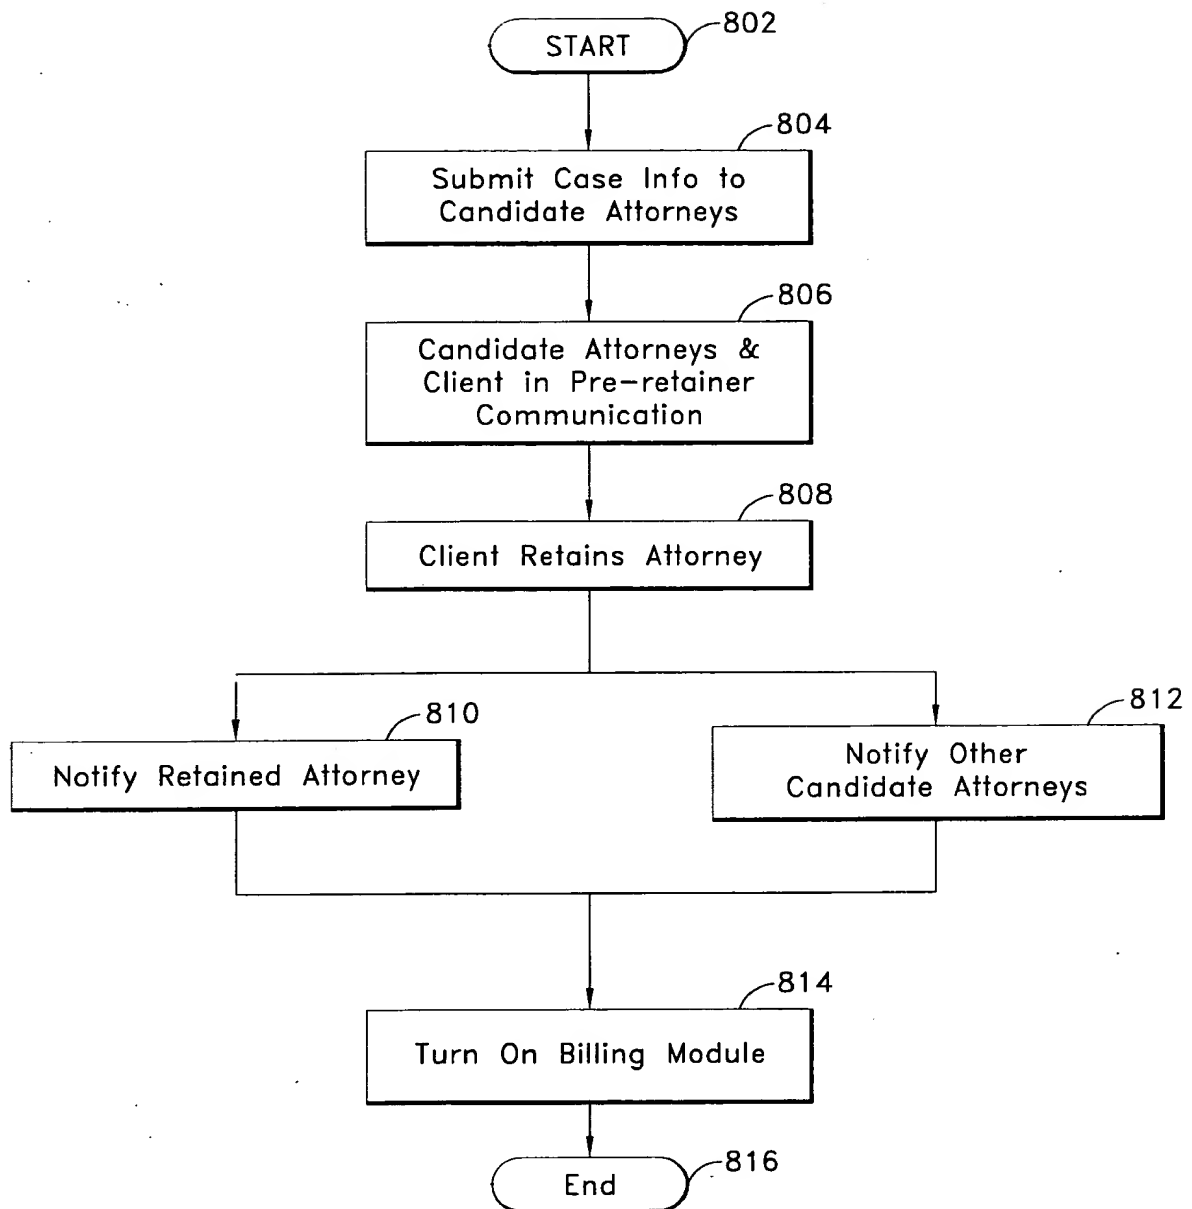 START
802
804
Submit Case Info to
Candidate Attorneys
806
Candidate Attorneys &
Client in Pre-retainer
Communication
808
Client Retains Attorney
810
Notify Retained Attorney
812
Notify Other
Candidate Attorneys
814
Turn On Billing Module
End
816